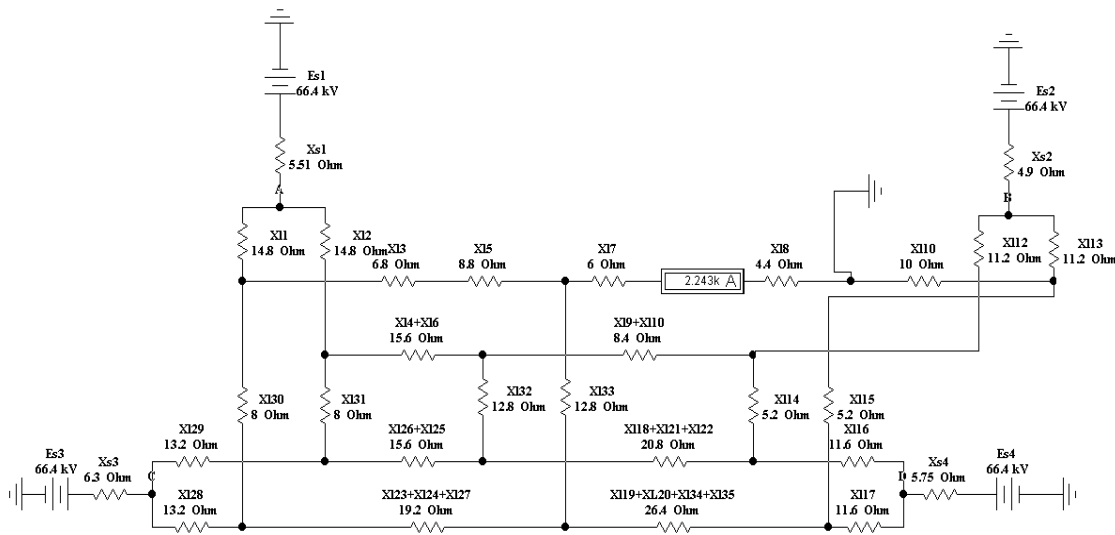 Es1
66.4 kV
Es2
66.4 kV
Xs1
5.51 Ohm
Xs2
4.9 Ohm
A
B
Xl1
14.8 Ohm
Xl2
14.8 Ohm
Xl3
6.8 Ohm
Xl5
8.8 Ohm
Xl7
6 Ohm
2.243k A
Xl8
4.4 Ohm
Xl10
10 Ohm
Xl12
11.2 Ohm
Xl13
11.2 Ohm
Xl4+Xl6
15.6 Ohm
Xl9+Xl10
8.4 Ohm
Xl30
8 Ohm
Xl31
8 Ohm
Xl32
12.8 Ohm
Xl33
12.8 Ohm
Xl14
5.2 Ohm
Xl15
5.2 Ohm
Xl29
13.2 Ohm
Xl26+Xl25
15.6 Ohm
Xl18+Xl21+Xl22
20.8 Ohm
Xl16
11.6 Ohm
Es3
66.4 kV
Xs3
6.3 Ohm
C
D
Xs4
5.75 Ohm
Es4
66.4 kV
Xl28
13.2 Ohm
Xl23+Xl24+Xl27
19.2 Ohm
Xl19+XL20+Xl34+Xl35
26.4 Ohm
Xl17
11.6 Ohm